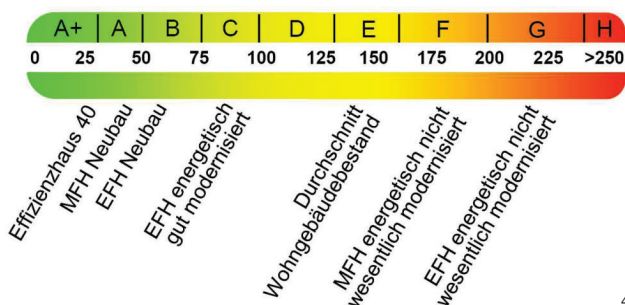 A+ A B C D E F G H
0 25 50 75 100 125 150 175 200 225 >250
Effizienzhaus 40
MFH Neubau
EFH Neubau
EFH energetisch
gut modernisiert
Durchschnitt
Wohngebäudebestand
MFH energetisch nicht
wesentlich modernisiert
EFH energetisch nicht
wesentlich modernisiert